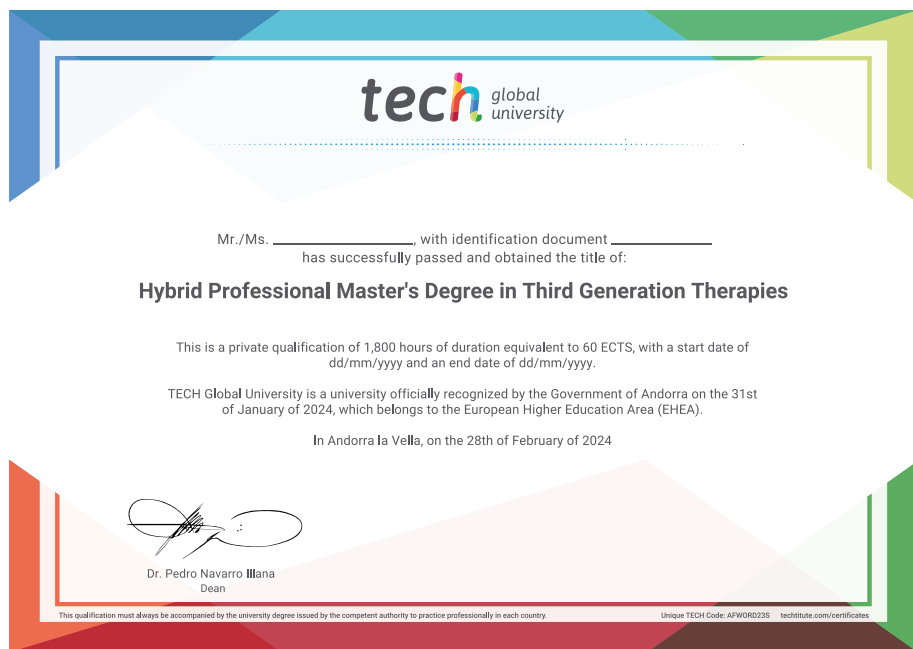 tech global university
Mr./Ms. ____________, with identification document ____________
has successfully passed and obtained the title of:
Hybrid Professional Master's Degree in Third Generation Therapies
This is a private qualification of 1,800 hours of duration equivalent to 60 ECTS, with a start date of
dd/mm/yyyy and an end date of dd/mm/yyyy.
TECH Global University is a university officially recognized by the Government of Andorra on the 31st
of January of 2024, which belongs to the European Higher Education Area (EHEA).
In Andorra la Vella, on the 28th of February of 2024
Dr. Pedro Navarro Illana
Dean
This qualification must always be accompanied by the university degree issued by the competent authority to practice professionally in each country.
Unique TECH Code: AFWORD23S techtitute.com/certificates